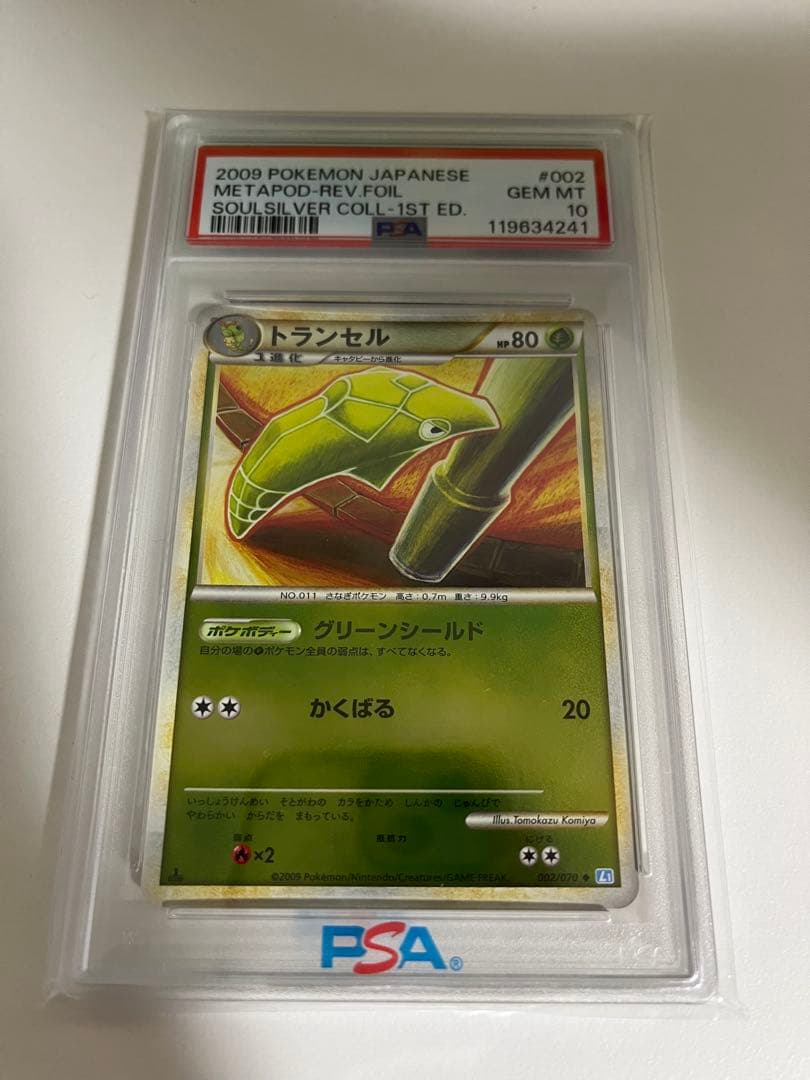 2009 POKEMON JAPANESE #002
METAPOD-REV.FOIL GEM MT
SOULSILVER COLL-1ST ED. 10
PSA 119634241
トランセル HP80
1進化 キャタピーから進化
NO.011 さなぎポケモン 高さ:0.7m 重さ:9.9kg
ポケボディー グリーンシールド
自分の場のポケモン全員の弱点は、すべてなくなる。
かくばる 20
いっしょうけんめい そとがわの カラをかため しんかの じゅんびで
やわらかい からだを まもっている。
Illus.Tomokazu Komiya
弱点 抵抗力 にげる
×2
©2009 Pokémon/Nintendo/Creatures/GAME FREAK. 002/070 ◆ L1
PSA®